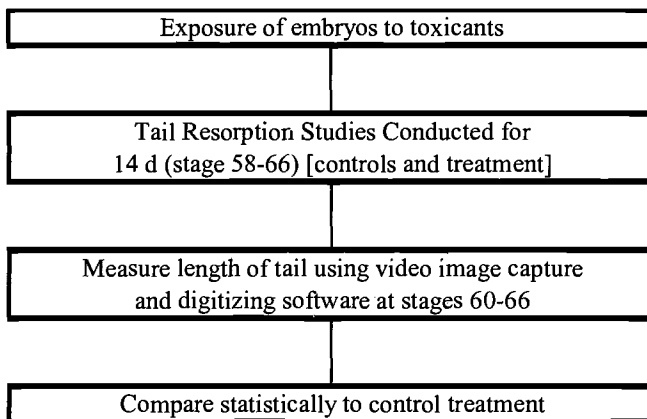 Exposure of embryos to toxicants
Tail Resorption Studies Conducted for
14 d (stage 58-66) [controls and treatment]
Measure length of tail using video image capture
and digitizing software at stages 60-66
Compare statistically to control treatment